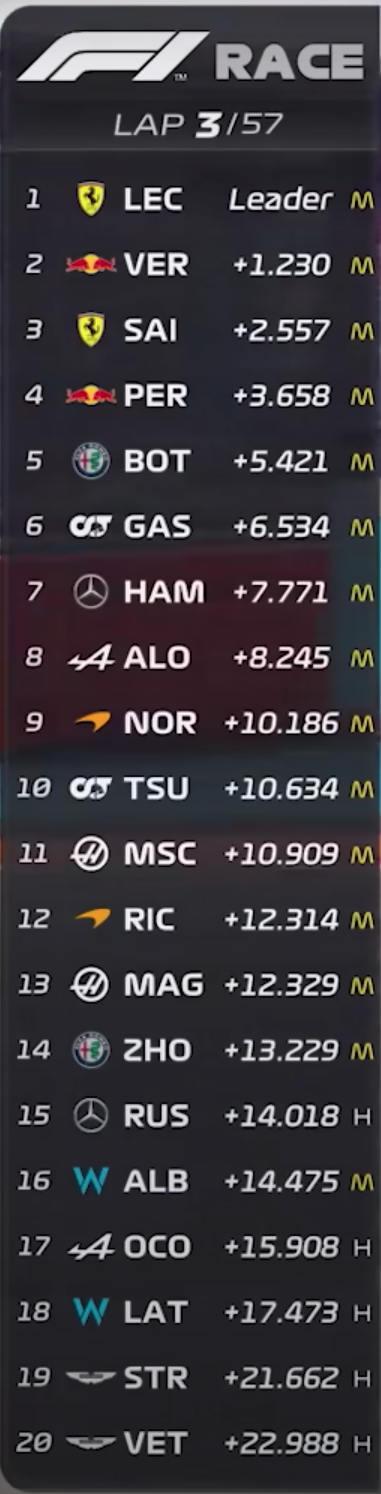 F1 RACE
LAP 3/57
1 LEC Leader M
2 VER +1.230 M
3 SAI +2.557 M
4 PER +3.658 M
5 BOT +5.421 M
6 GAS +6.534 M
7 HAM +7.771 M
8 ALO +8.245 M
9 NOR +10.186 M
10 TSU +10.634 M
11 MSC +10.909 M
12 RIC +12.314 M
13 MAG +12.329 M
14 ZHO +13.229 M
15 RUS +14.018 H
16 ALB +14.475 M
17 OCO +15.908 H
18 LAT +17.473 H
19 STR +21.662 H
20 VET +22.988 H